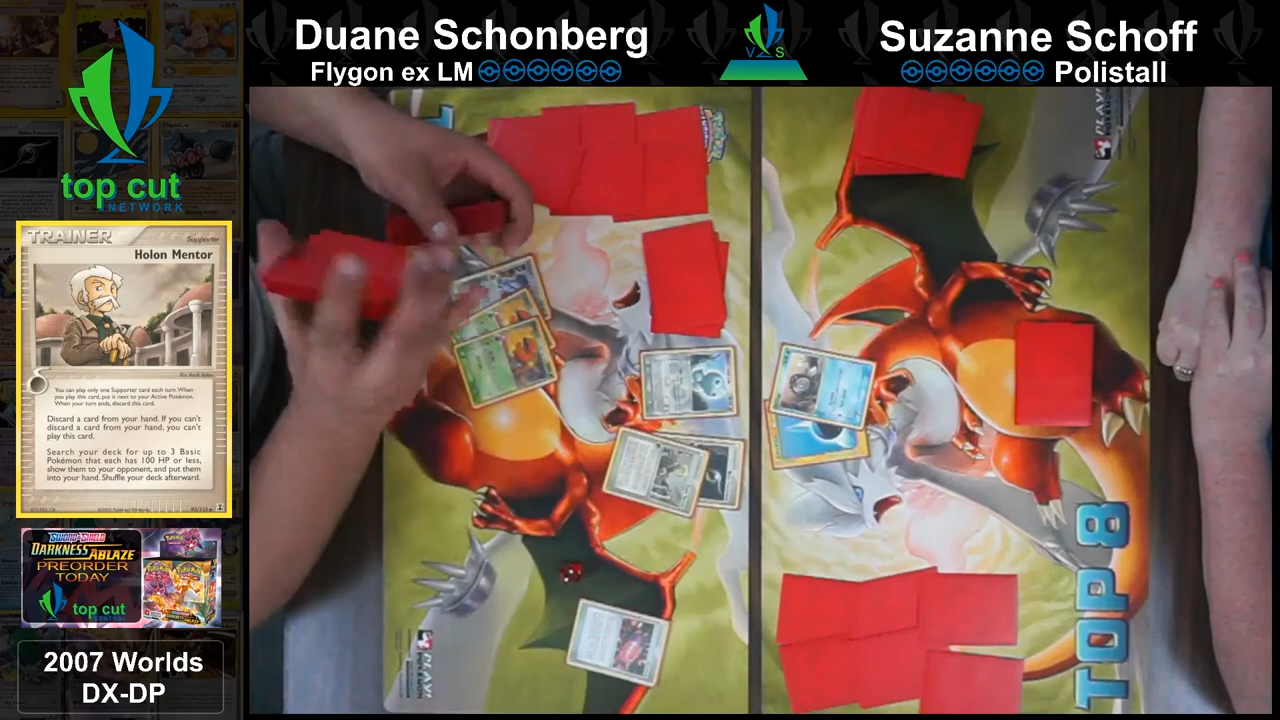 Duane Schonberg
Flygon ex LM
V S
Suzanne Schoff
Polistall
top cut
NETWORK
TRAINER
Supporter
Holon Mentor
You can play only one Supporter card each turn. When
you play this card, put it next to your Active Pokémon.
When your turn ends, discard this card.
Discard a card from your hand. If you can't
discard a card from your hand, you can't
play this card.
Search your deck for up to 3 Basic
Pokémon that each has 100 HP or less,
show them to your opponent, and put them
into your hand. Shuffle your deck afterward.
SWORD & SHIELD
DARKNESS ABLAZE
PREORDER
TODAY
top cut
CENTRAL
2007 Worlds
DX-DP
PLAY!
TOP 8
PLAY!